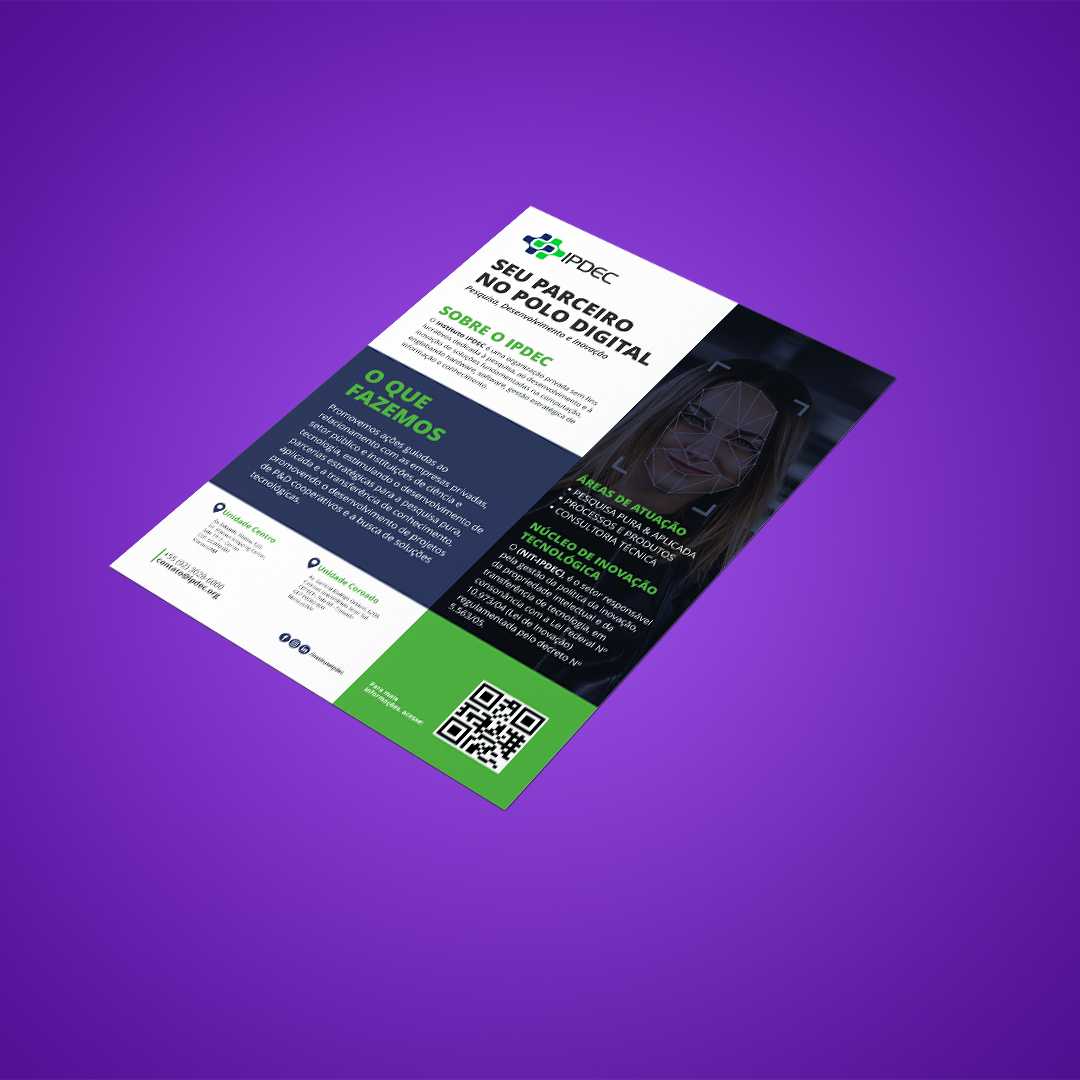 IPDEC
SEU PARCEIRO
NO POLO DIGITAL
Pesquisa, Desenvolvimento e Inovação
SOBRE O IPDEC
O Instituto IPDEC é uma organização privada sem fins
lucrativos dedicada à pesquisa, ao desenvolvimento e à
inovação de soluções fundamentadas na computação,
englobando hardware, software, gestão estratégica de
informação e conhecimento.
O QUE
FAZEMOS
Promovemos ações guiadas ao
relacionamento com as empresas privadas,
setor público e instituições de ciência e
tecnologia, estimulando o desenvolvimento de
parcerias estratégicas para a pesquisa pura,
aplicada e a transferência de conhecimento,
promovendo o desenvolvimento de projetos
de P&D cooperativos e a busca de soluções
tecnológicas.
ÁREAS DE ATUAÇÃO
• PESQUISA PURA & APLICADA
• PROCESSOS E PRODUTOS
• CONSULTORIA TÉCNICA
NÚCLEO DE INOVAÇÃO
TECNOLÓGICA
O (NIT-IPDEC), é o setor responsável
pela gestão da política da inovação,
da propriedade intelectual e da
transferência de tecnologia, em
consonância com a Lei Federal Nº
10.973/04 (Lei de Inovação)
regulamentada pelo decreto Nº
5.563/05.
Unidade Centro
Unidade Coroado
+55 (92) 3028-6000
contato@ipdec.org
/institutoipdec
Para mais
informações, acesse: